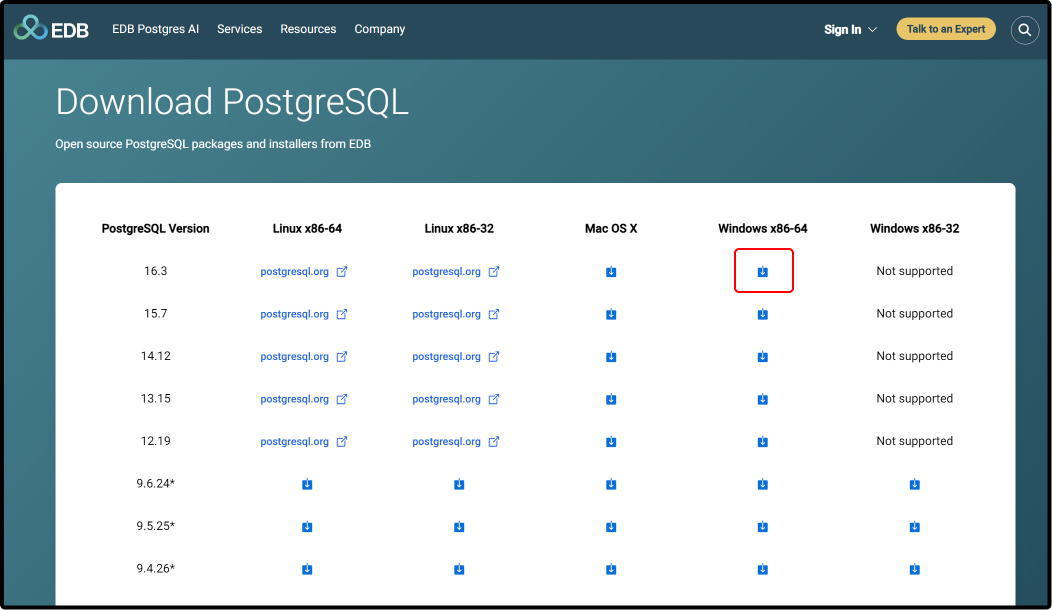 EDB EDB Postgres AI Services Resources Company Sign In Talk to an Expert
Download PostgreSQL
Open source PostgreSQL packages and installers from EDB
PostgreSQL Version Linux x86-64 Linux x86-32 Mac OS X Windows x86-64 Windows x86-32
16.3 postgresql.org postgresql.org Not supported
15.7 postgresql.org postgresql.org Not supported
14.12 postgresql.org postgresql.org Not supported
13.15 postgresql.org postgresql.org Not supported
12.19 postgresql.org postgresql.org Not supported
9.6.24*
9.5.25*
9.4.26*